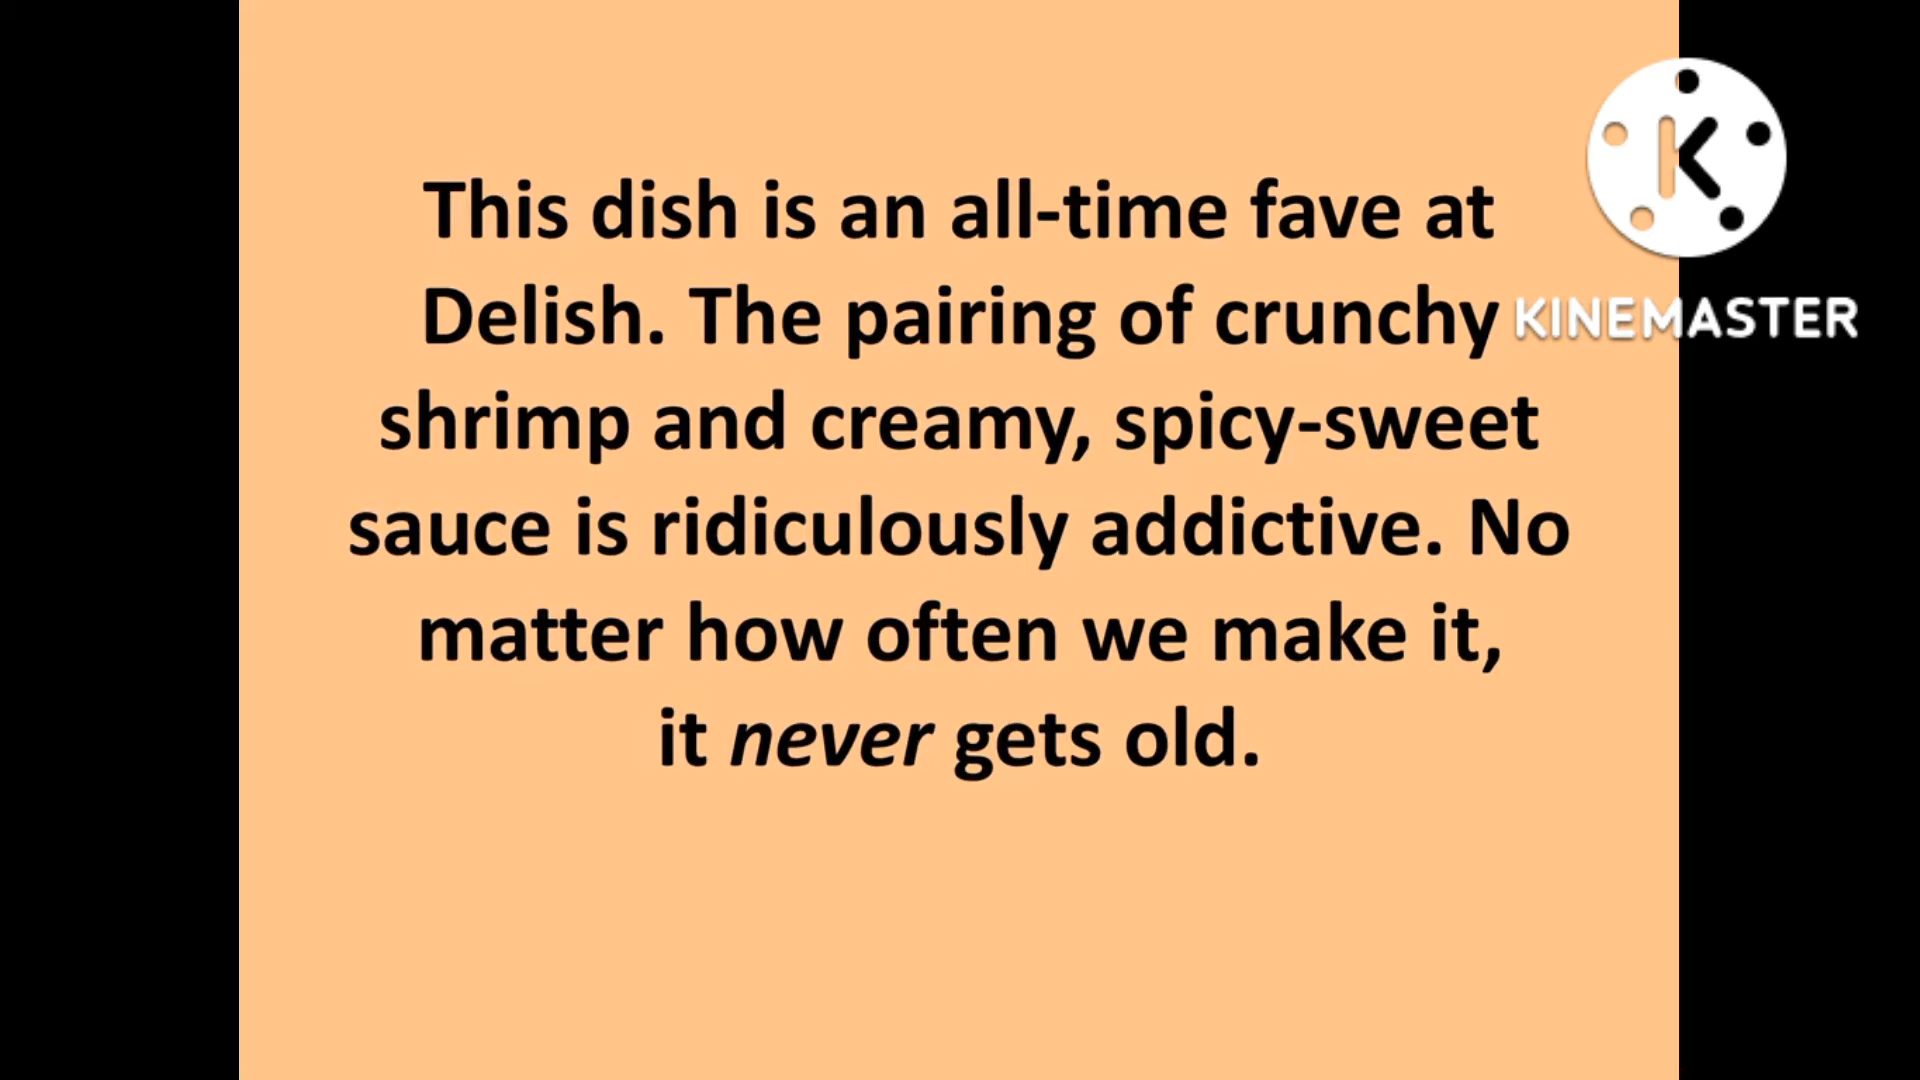 This dish is an all-time fave at
Delish. The pairing of crunchy
shrimp and creamy, spicy-sweet
sauce is ridiculously addictive. No
matter how often we make it,
it never gets old.
K
KINEMASTER